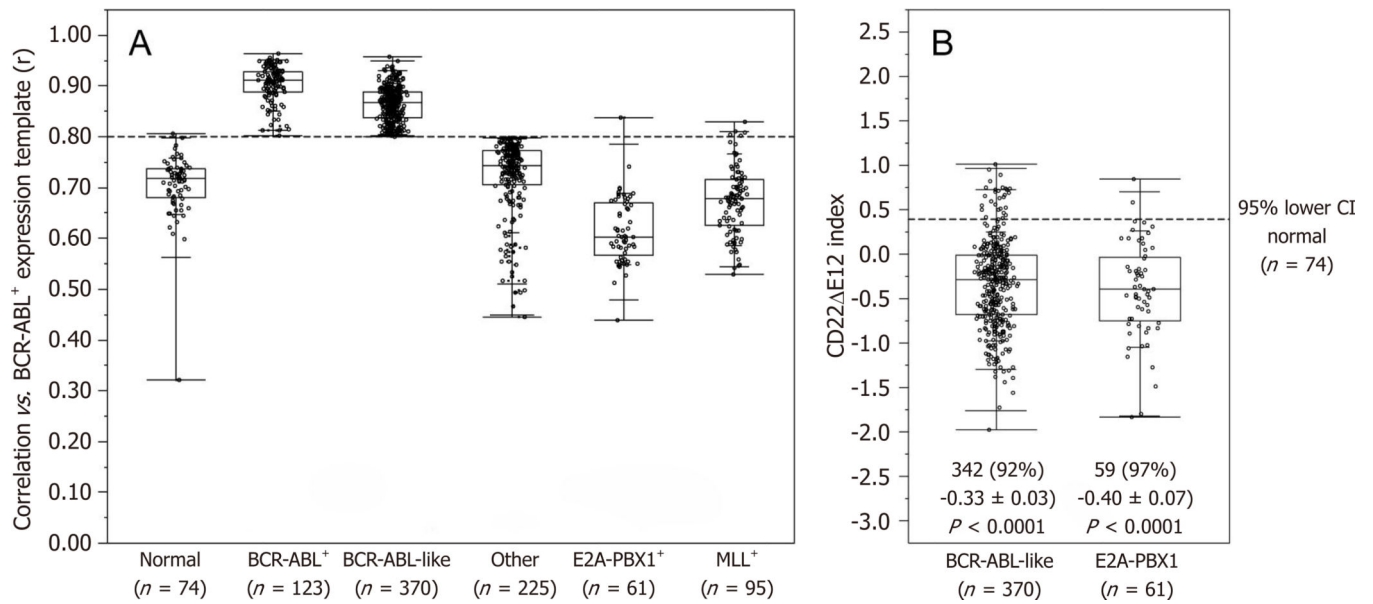 A
Correlation vs. BCR-ABL+ expression template (r)
1.00
0.90
0.80
0.70
0.60
0.50
0.40
0.30
0.20
0.10
0.00
Normal
(n = 74)
BCR-ABL+
(n = 123)
BCR-ABL-like
(n = 370)
Other
(n = 225)
E2A-PBX1+
(n = 61)
MLL+
(n = 95)
B
CD22ΔE12 index
2.5
2.0
1.5
1.0
0.5
0.0
-0.5
-1.0
-1.5
-2.0
-2.5
-3.0
95% lower CI
normal
(n = 74)
342 (92%)
-0.33 ± 0.03)
P < 0.0001
59 (97%)
-0.40 ± 0.07)
P < 0.0001
BCR-ABL-like
(n = 370)
E2A-PBX1
(n = 61)